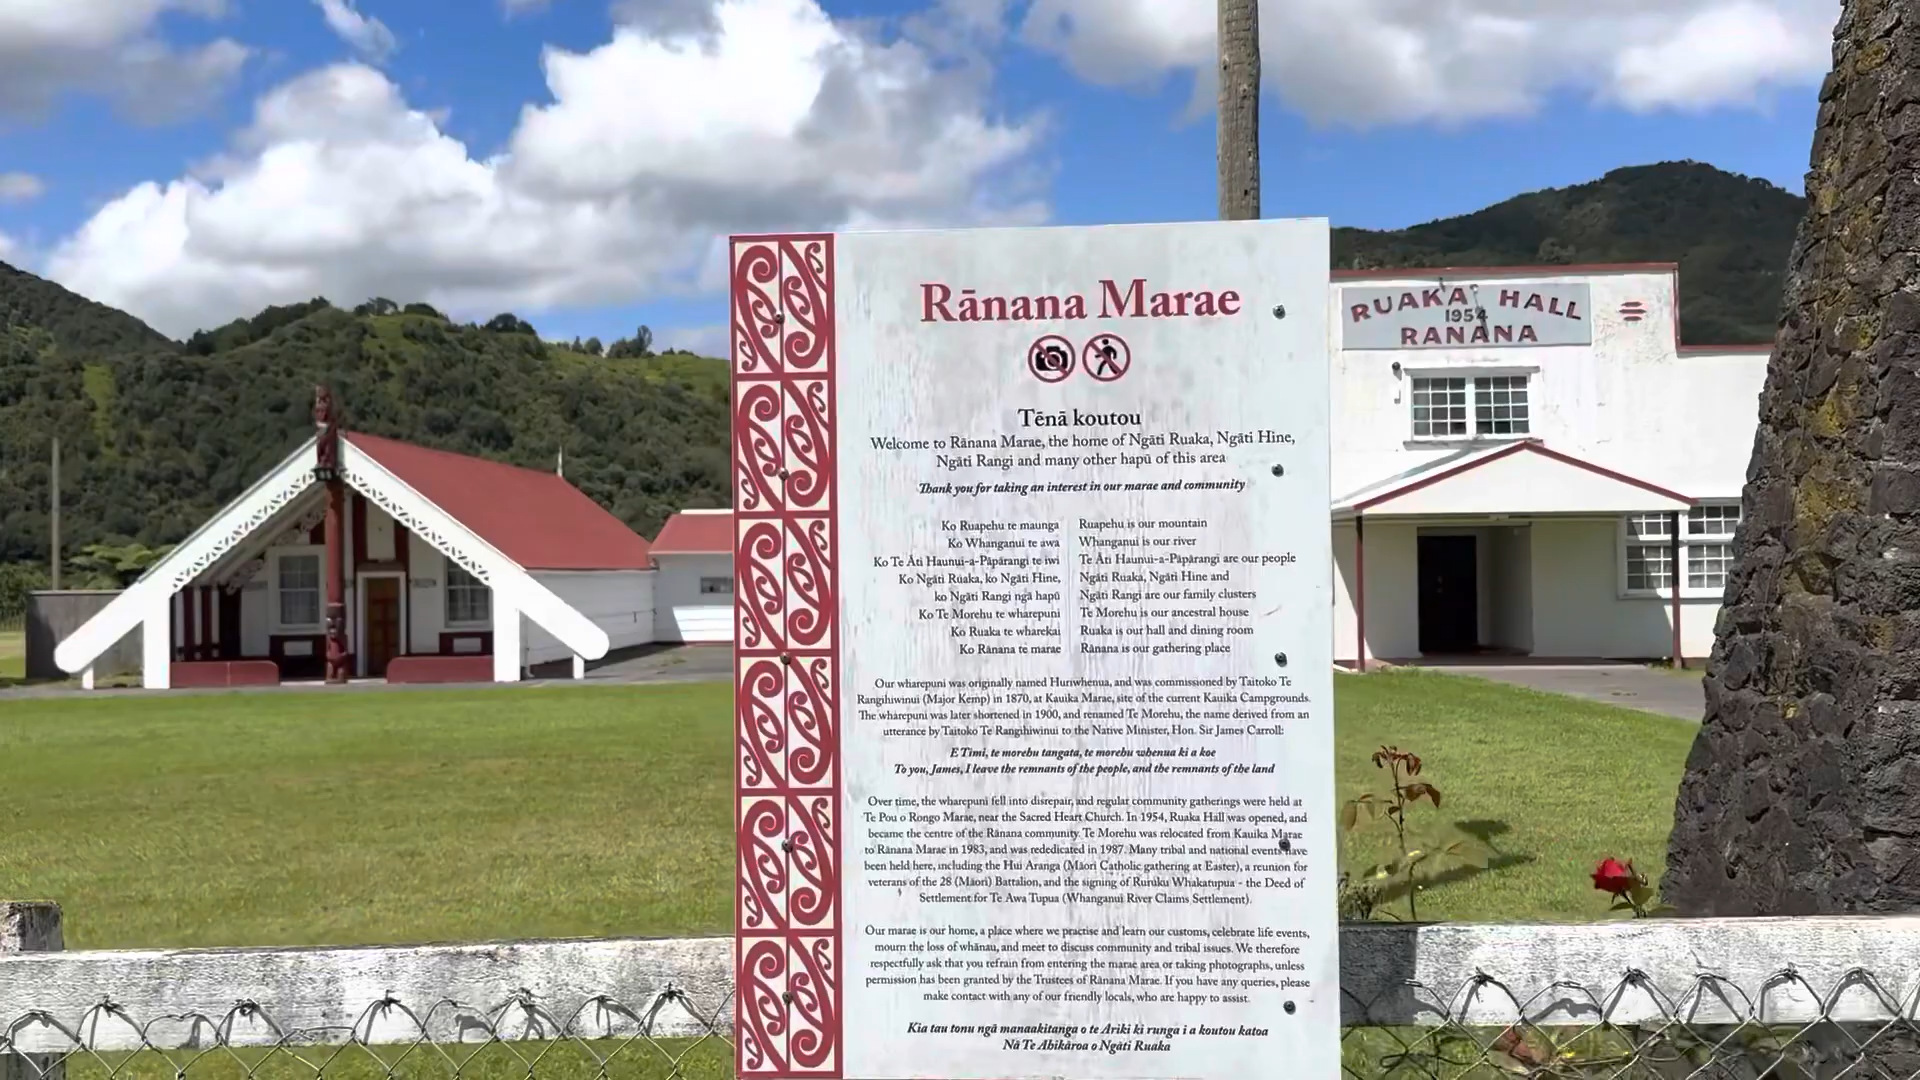 Rānana Marae
Tēnā koutou
Welcome to Rānana Marae, the home of Ngāti Ruaka, Ngāti Hine,
Ngāti Rangi and many other hapū of this area
Thank you for taking an interest in our marae and community
Ko Ruapehu te maunga
Ko Whanganui te awa
Ko Te Āti Haunui-a-Pāpārangi te iwi
Ko Ngāti Ruaka, ko Ngāti Hine,
ko Ngāti Rangi ngā hapū
Ko Te Morehu te wharepuni
Ko Ruaka te wharekai
Ko Rānana te marae
Ruapehu is our mountain
Whanganui is our river
Te Āti Haunui-a-Pāpārangi are our people
Ngāti Ruaka, Ngāti Hine and
Ngāti Rangi are our family clusters
Te Morehu is our ancestral house
Ruaka is our hall and dining room
Rānana is our gathering place
Our wharepuni was originally named Huriwhenua, and was commissioned by Taitoko Te
Rangihiwinui (Major Kemp) in 1870, at Kauika Marae, site of the current Kauika Campgrounds.
The wharepuni was later shortened in 1900, and renamed Te Morehu, the name derived from an
utterance by Taitoko Te Rangihiwinui to the Native Minister, Hon. Sir James Carroll:
E Timi, te morehu tangata, te morehu whenua ki a koe
To you, James, I leave the remnants of the people, and the remnants of the land
Over time, the wharepuni fell into disrepair, and regular community gatherings were held at
Te Pou o Rongo Marae, near the Sacred Heart Church. In 1954, Ruaka Hall was opened, and
became the centre of the Rānana community. Te Morehu was relocated from Kauika Marae
to Rānana Marae in 1983, and was rededicated in 1987. Many tribal and national events have
been held here, including the Hui Aranga (Māori Catholic gathering at Easter), a reunion for
veterans of the 28 (Māori) Battalion, and the signing of Ruruku Whakatupua - the Deed of
Settlement for Te Awa Tupua (Whanganui River Claims Settlement).
Our marae is our home, a place where we practise and learn our customs, celebrate life events,
mourn the loss of whānau, and meet to discuss community and tribal issues. We therefore
respectfully ask that you refrain from entering the marae area or taking photographs, unless
permission has been granted by the Trustees of Rānana Marae. If you have any queries, please
make contact with any of our friendly locals, who are happy to assist.
Kia tau tonu ngā manaakitanga o te Ariki ki runga i a koutou katoa
Nā Te Ahikāroa o Ngāti Ruaka
RUAKA HALL
1954
RANANA